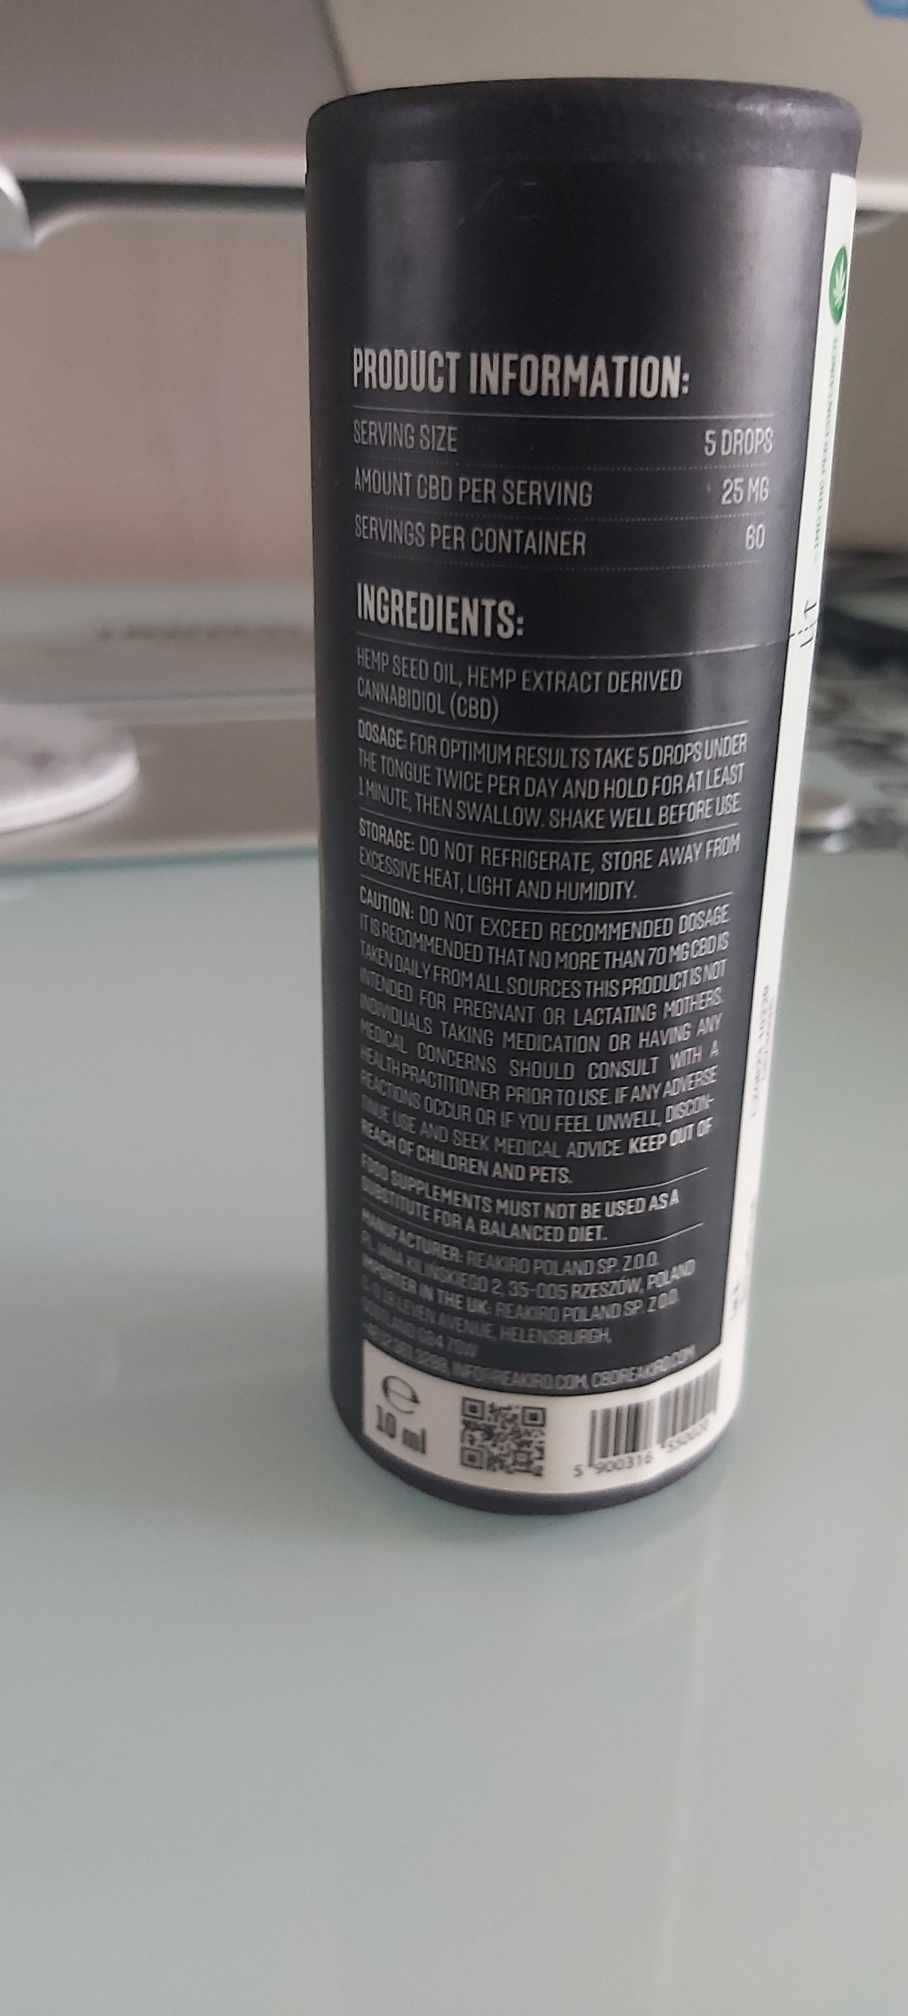 PRODUCT INFORMATION:
SERVING SIZE 5 DROPS
AMOUNT CBD PER SERVING 25 MG
SERVINGS PER CONTAINER 60
INGREDIENTS:
HEMP SEED OIL, HEMP EXTRACT DERIVED
CANNABIDIOL (CBD)
DOSAGE: FOR OPTIMUM RESULTS TAKE 5 DROPS UNDER
THE TONGUE TWICE PER DAY AND HOLD FOR AT LEAST
1 MINUTE, THEN SWALLOW. SHAKE WELL BEFORE USE.
STORAGE: DO NOT REFRIGERATE, STORE AWAY FROM
EXCESSIVE HEAT, LIGHT AND HUMIDITY.
CAUTION: DO NOT EXCEED RECOMMENDED DOSAGE.
IT IS RECOMMENDED THAT NO MORE THAN 70 MG CBD IS
TAKEN DAILY FROM ALL SOURCES THIS PRODUCT IS NOT
INTENDED FOR PREGNANT OR LACTATING MOTHERS.
INDIVIDUALS TAKING MEDICATION OR HAVING ANY
MEDICAL CONCERNS SHOULD CONSULT WITH A
HEALTH PRACTITIONER PRIOR TO USE. IF ANY ADVERSE
REACTIONS OCCUR OR IF YOU FEEL UNWELL, DISCON-
TINUE USE AND SEEK MEDICAL ADVICE. KEEP OUT OF
REACH OF CHILDREN AND PETS.
FOOD SUPPLEMENTS MUST NOT BE USED AS A
SUBSTITUTE FOR A BALANCED DIET.
MANUFACTURER: REAKIRO POLAND SP. Z O.O.
PL. JANA KILIŃSKIEGO 2, 35-005 RZESZÓW, POLAND
IMPORTER IN THE UK: REAKIRO POLAND SP. Z O.O.
LEVEN AVENUE, HELENSBURGH,
SCOTLAND G84
INFO@REAKIRO.COM, CBDREAKIRO.COM
e
10 ml
5 900316